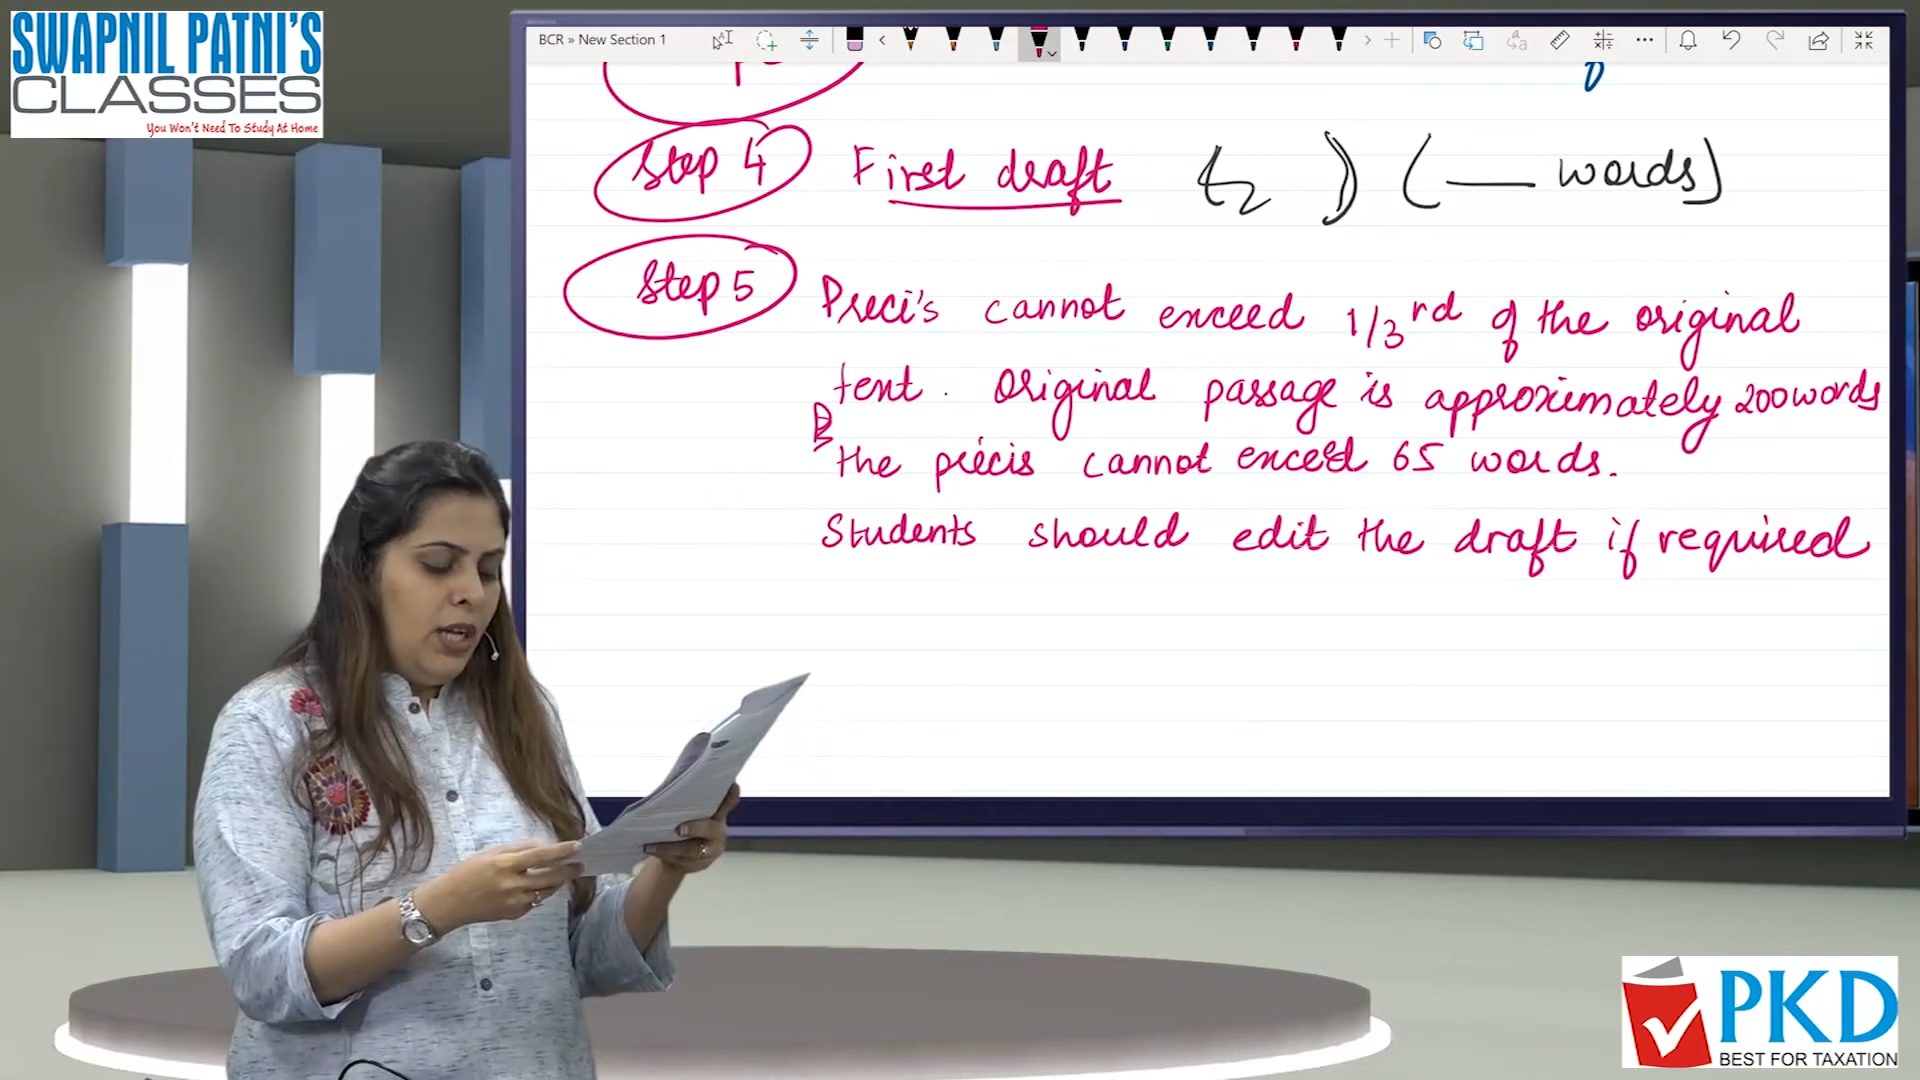 SWAPNIL PATNI'S
CLASSES
You Won't Need To Study At Home
BCR » New Section 1
Step 4 First draft ( ) ( — words)
Step 5 Preci's cannot exceed 1/3rd of the original
text. Original passage is approximately 200 words
the précis cannot exceed 65 words.
Students should edit the draft if required
PKD
BEST FOR TAXATION